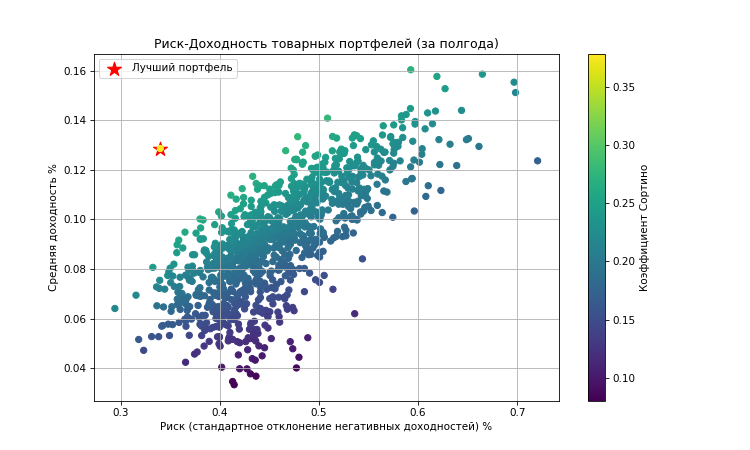 Риск-Доходность товарных портфелей (за полгода)
Лучший портфель
Средняя доходность %
0.16
0.14
0.12
0.10
0.08
0.06
0.04
0.3 0.4 0.5 0.6 0.7
Риск (стандартное отклонение негативных доходностей) %
0.35
0.30
0.25
0.20
0.15
0.10
Коэффициент Сортино